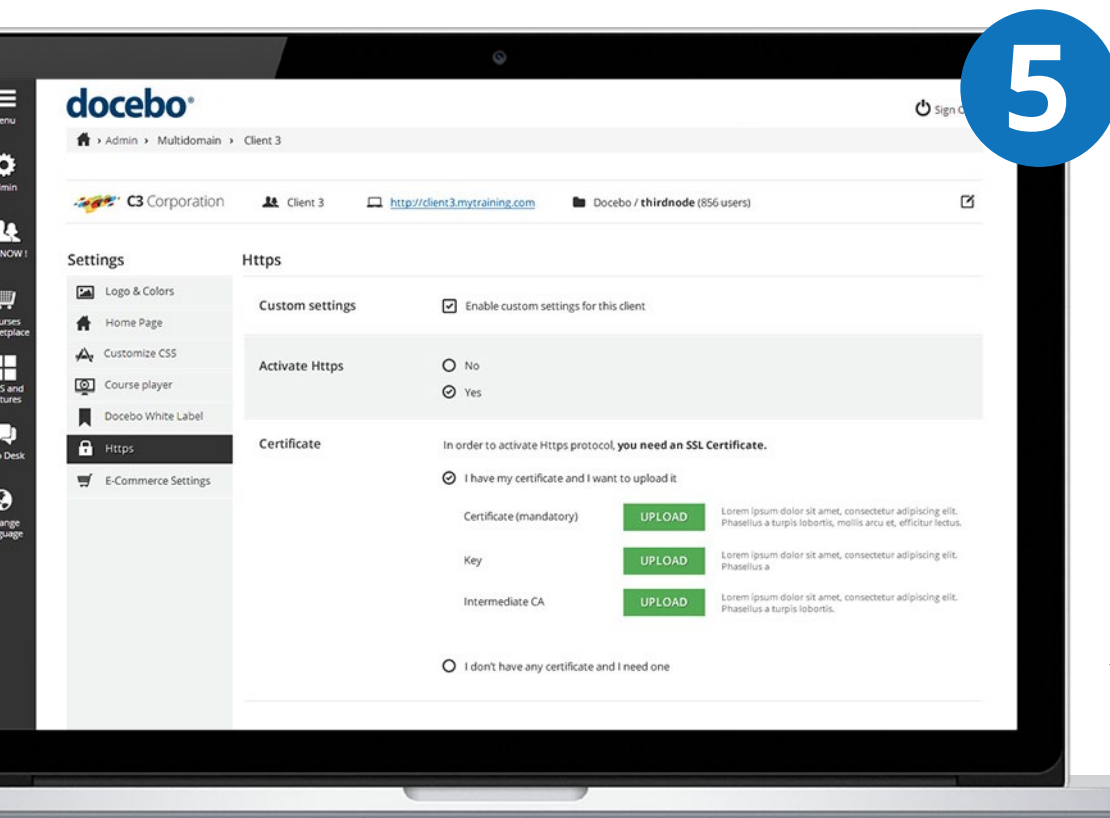 5
docebo®
Sign
Admin › Multidomain › Client 3
C3 Corporation
Client 3
http://client3.mytraining.com
Docebo / thirdnode (856 users)
Settings
Logo & Colors
Home Page
Customize CSS
Course player
Docebo White Label
Https
E-Commerce Settings
Https
Custom settings
Enable custom settings for this client
Activate Https
No
Yes
Certificate
In order to activate Https protocol, you need an SSL Certificate.
I have my certificate and I want to upload it
Certificate (mandatory)
UPLOAD
Lorem ipsum dolor sit amet, consectetur adipiscing elit.
Phasellus a turpis lobortis, mollis arcu et, efficitur lectus.
Key
UPLOAD
Lorem ipsum dolor sit amet, consectetur adipiscing elit.
Phasellus a
Intermediate CA
UPLOAD
Lorem ipsum dolor sit amet, consectetur adipiscing elit.
Phasellus a turpis lobortis.
I don't have any certificate and I need one